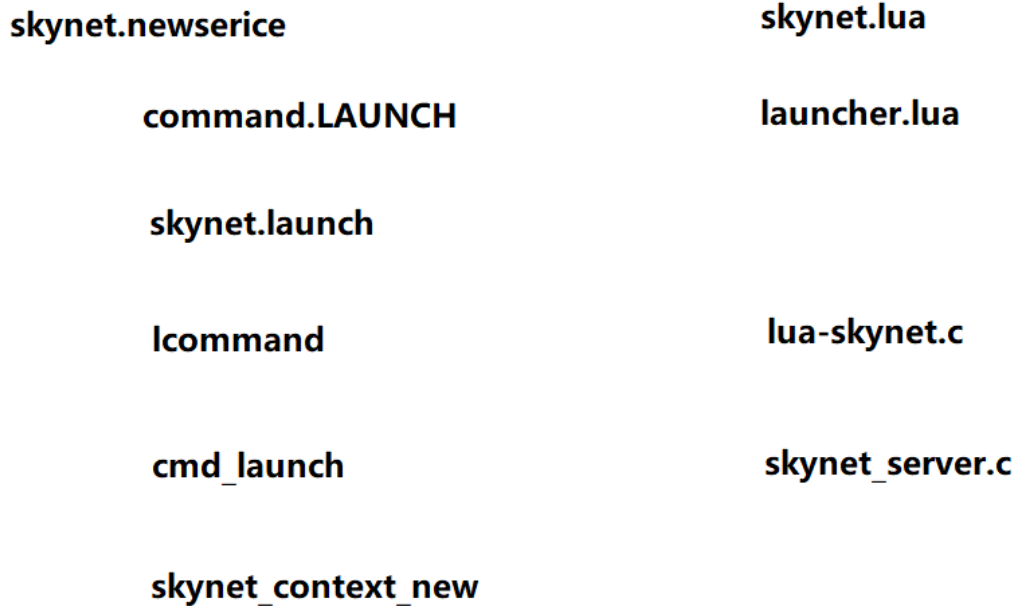 skynet.newserice skynet.lua
command.LAUNCH launcher.lua
skynet.launch
lcommand lua-skynet.c
cmd_launch skynet_server.c
skynet_context_new